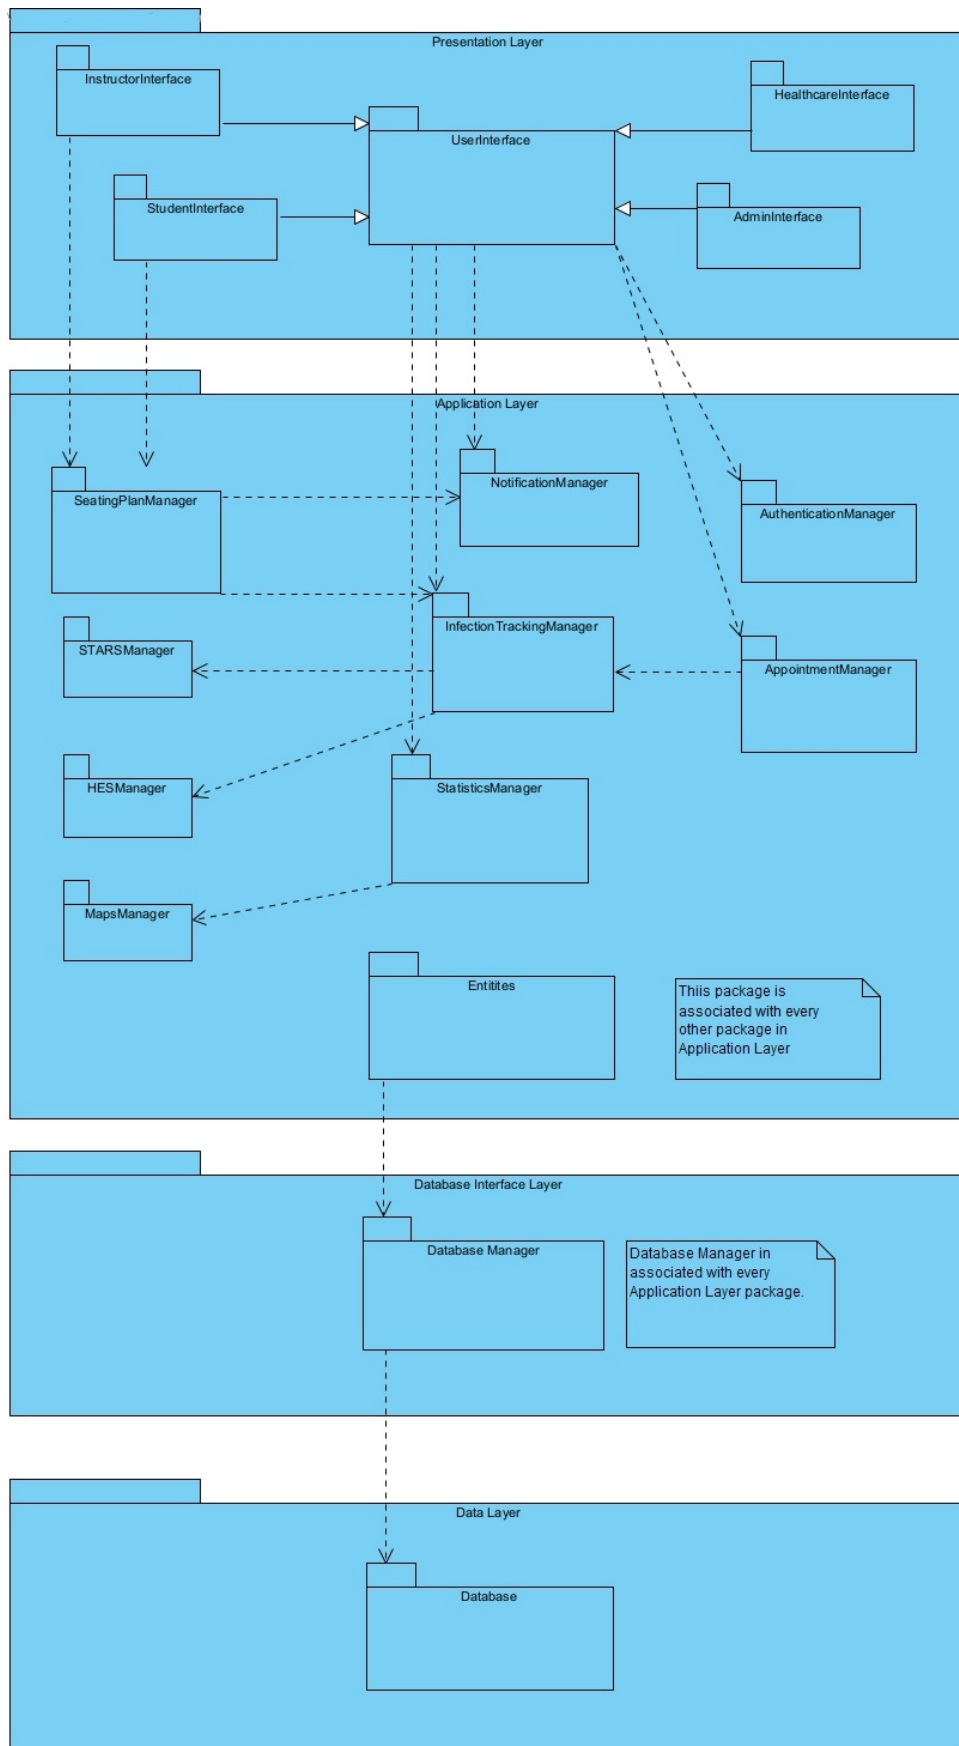 Presentation Layer
InstructorInterface
HealthcareInterface
UserInterface
StudentInterface
AdminInterface
Application Layer
SeatingPlanManager
NotificationManager
AuthenticationManager
InfectionTrackingManager
STARSManager
AppointmentManager
HESManager
StatisticsManager
MapsManager
Entitites
Thiis package is
associated with every
other package in
Application Layer
Database Interface Layer
Database Manager
Database Manager in
associated with every
Application Layer package.
Data Layer
Database